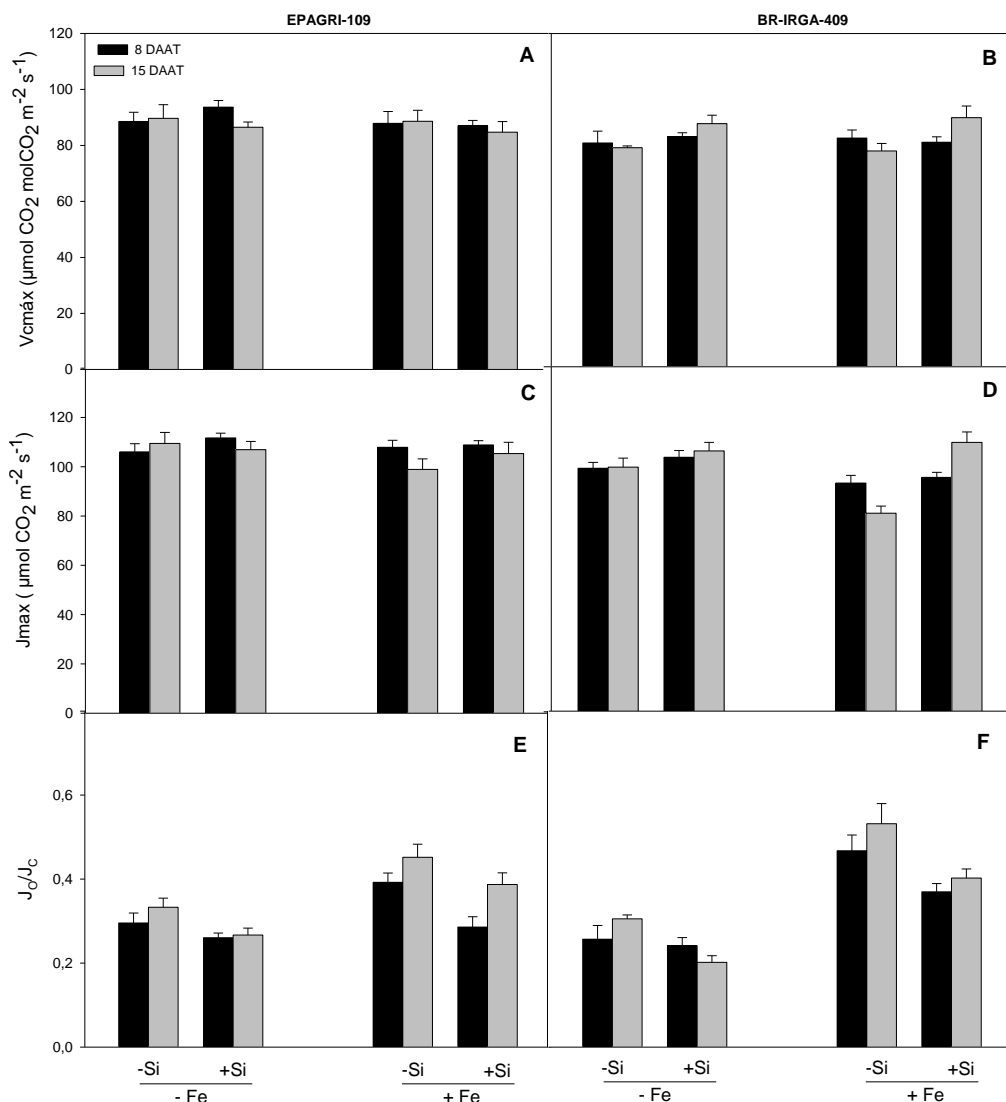 EPAGRI-109
BR-IRGA-409
120
100
80
60
40
20
0
Vcmáx (µmol CO2 molCO2 m-2 s-1)
8 DAAT
15 DAAT
A
B
120
100
80
60
40
20
0
Jmax ( µmol CO2 m-2 s-1)
C
D
0,6
0,4
0,2
0,0
JO/JC
E
F
-Si +Si -Si +Si -Si +Si -Si +Si
- Fe + Fe - Fe + Fe